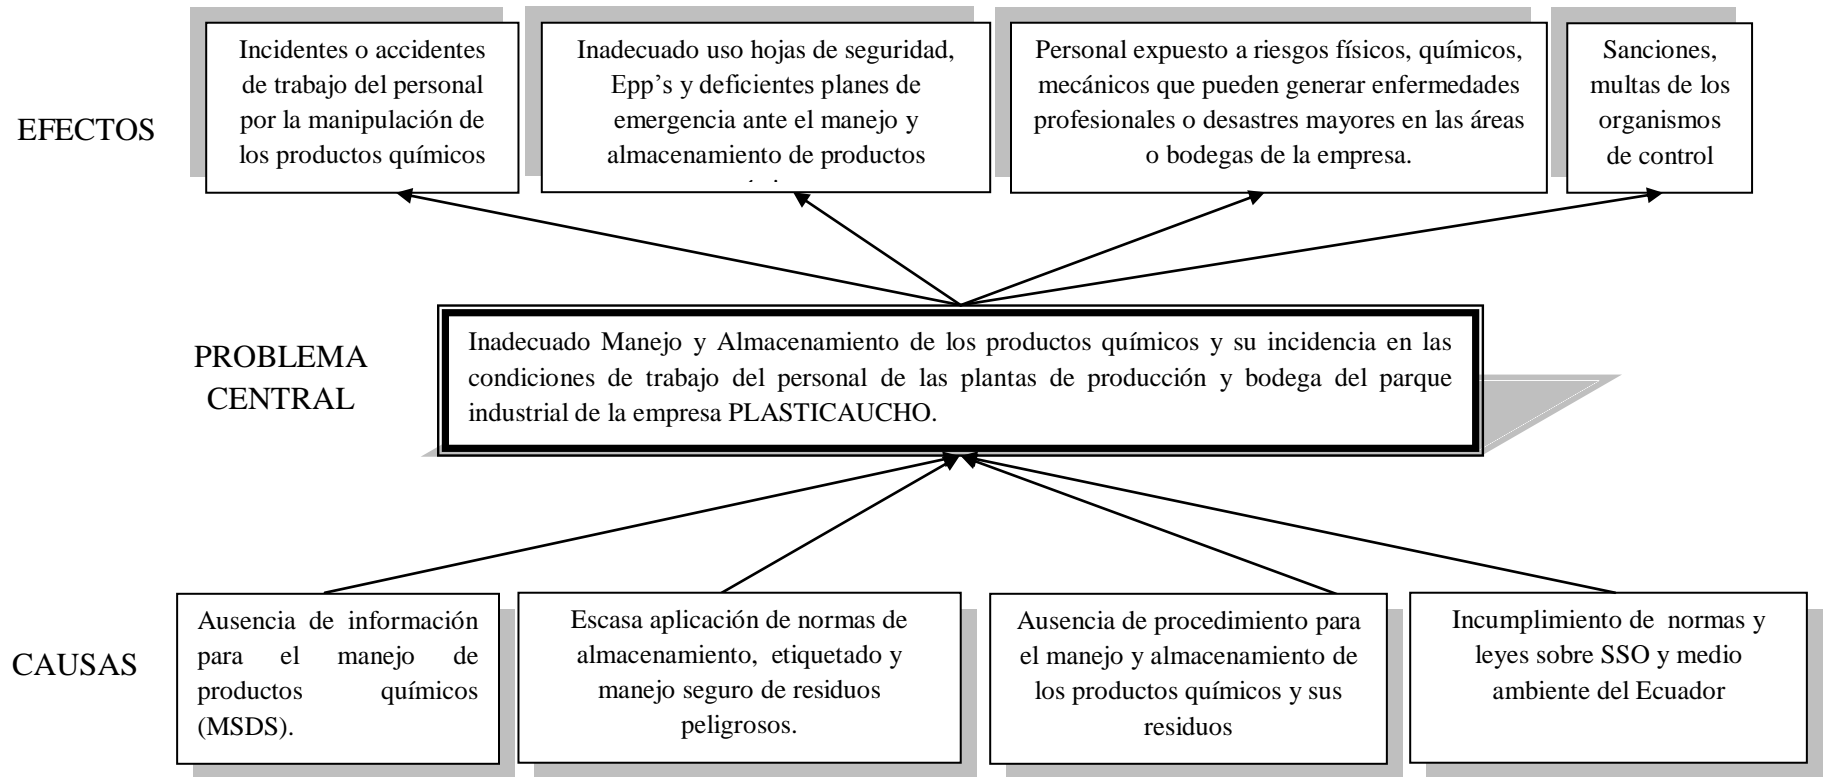 EFECTOS
Incidentes o accidentes
de trabajo del personal
por la manipulación de
los productos químicos
Inadecuado uso hojas de seguridad,
Epp’s y deficientes planes de
emergencia ante el manejo y
almacenamiento de productos
Personal expuesto a riesgos físicos, químicos,
mecánicos que pueden generar enfermedades
profesionales o desastres mayores en las áreas
o bodegas de la empresa.
Sanciones,
multas de los
organismos
de control
PROBLEMA
CENTRAL
Inadecuado Manejo y Almacenamiento de los productos químicos y su incidencia en las
condiciones de trabajo del personal de las plantas de producción y bodega del parque
industrial de la empresa PLASTICAUCHO.
CAUSAS
Ausencia de información
para el manejo de
productos químicos
(MSDS).
Escasa aplicación de normas de
almacenamiento, etiquetado y
manejo seguro de residuos
peligrosos.
Ausencia de procedimiento para
el manejo y almacenamiento de
los productos químicos y sus
residuos
Incumplimiento de normas y
leyes sobre SSO y medio
ambiente del Ecuador